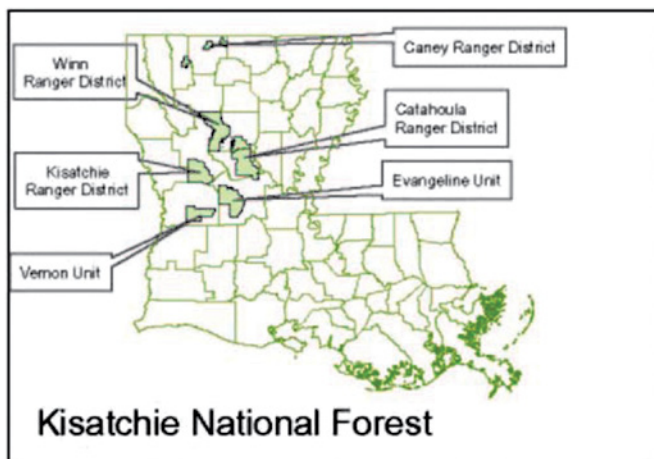 Winn
Ranger District
Caney Ranger District
Catahoula
Ranger District
Kisatchie
Ranger District
Evangeline Unit
Vernon Unit
Kisatchie National Forest